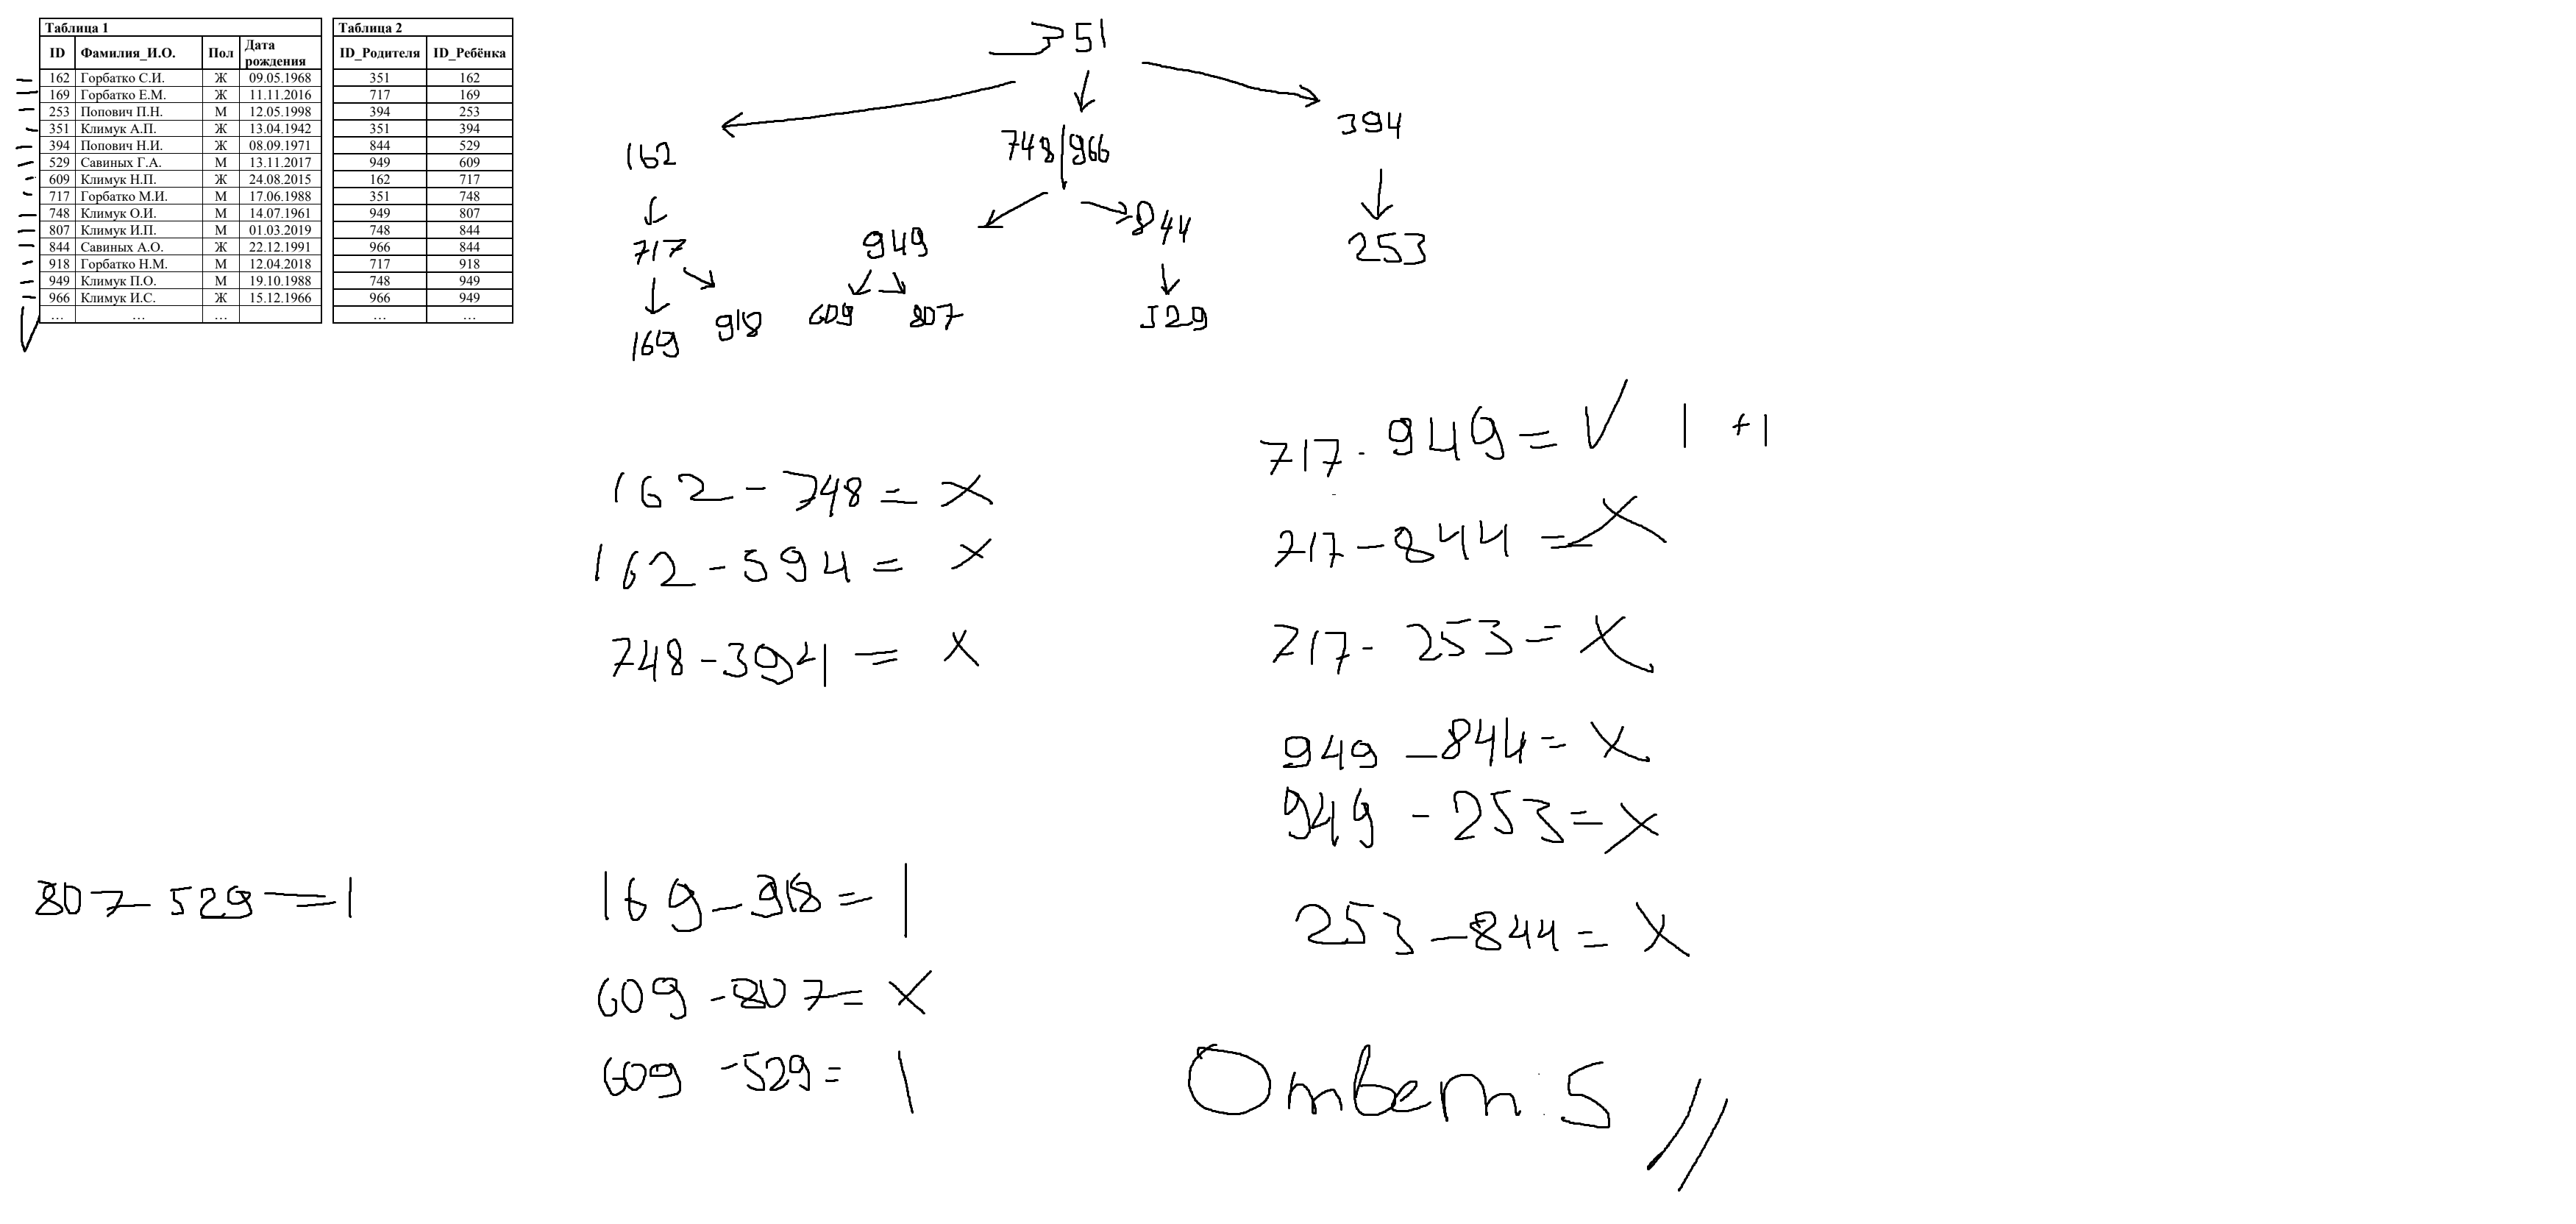 Таблица 1
ID Фамилия_И.О. Пол Дата рождения
162 Горбатко С.И. Ж 09.05.1968
169 Горбатко Е.М. Ж 11.11.2016
253 Попович П.Н. М 12.05.1998
351 Климук А.П. Ж 13.04.1942
394 Попович Н.И. Ж 08.09.1971
529 Савиных Г.А. М 13.11.2017
609 Климук Н.П. Ж 24.08.2015
717 Горбатко М.И. М 17.06.1988
748 Климук О.И. М 14.07.1961
807 Климук И.П. М 01.03.2019
844 Савиных А.О. Ж 22.12.1991
918 Горбатко Н.М. М 12.04.2018
949 Климук П.О. М 19.10.1988
966 Климук И.С. Ж 15.12.1966
... ... ...
Таблица 2
ID_Родителя ID_Ребёнка
351 162
717 169
394 253
351 394
844 529
949 609
162 717
351 748
949 807
748 844
966 844
717 918
748 949
966 949
... ...
351
162 748|966 394
717 949 844 253
169 918 609 807 529
162 - 748 = X
162 - 594 = X
748 - 394 = X
717 - 949 = V 1 +1
717 - 844 = X
717 - 253 = X
949 - 844 = X
949 - 253 = X
253 - 844 = X
807 - 529 = 1
169 - 918 = 1
609 - 807 = X
609 - 529 = 1
Ответ: 5 //